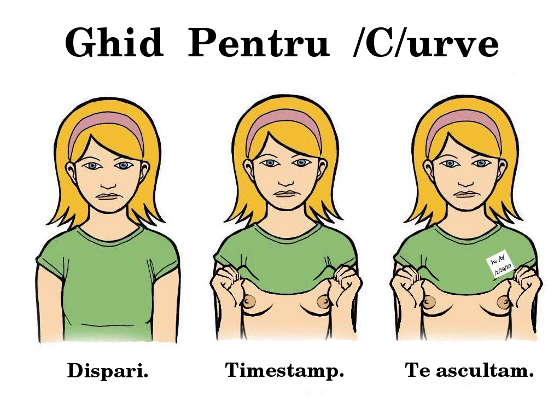 Ghid Pentru /C/urve
Dispari.
Timestamp.
Te ascultam.